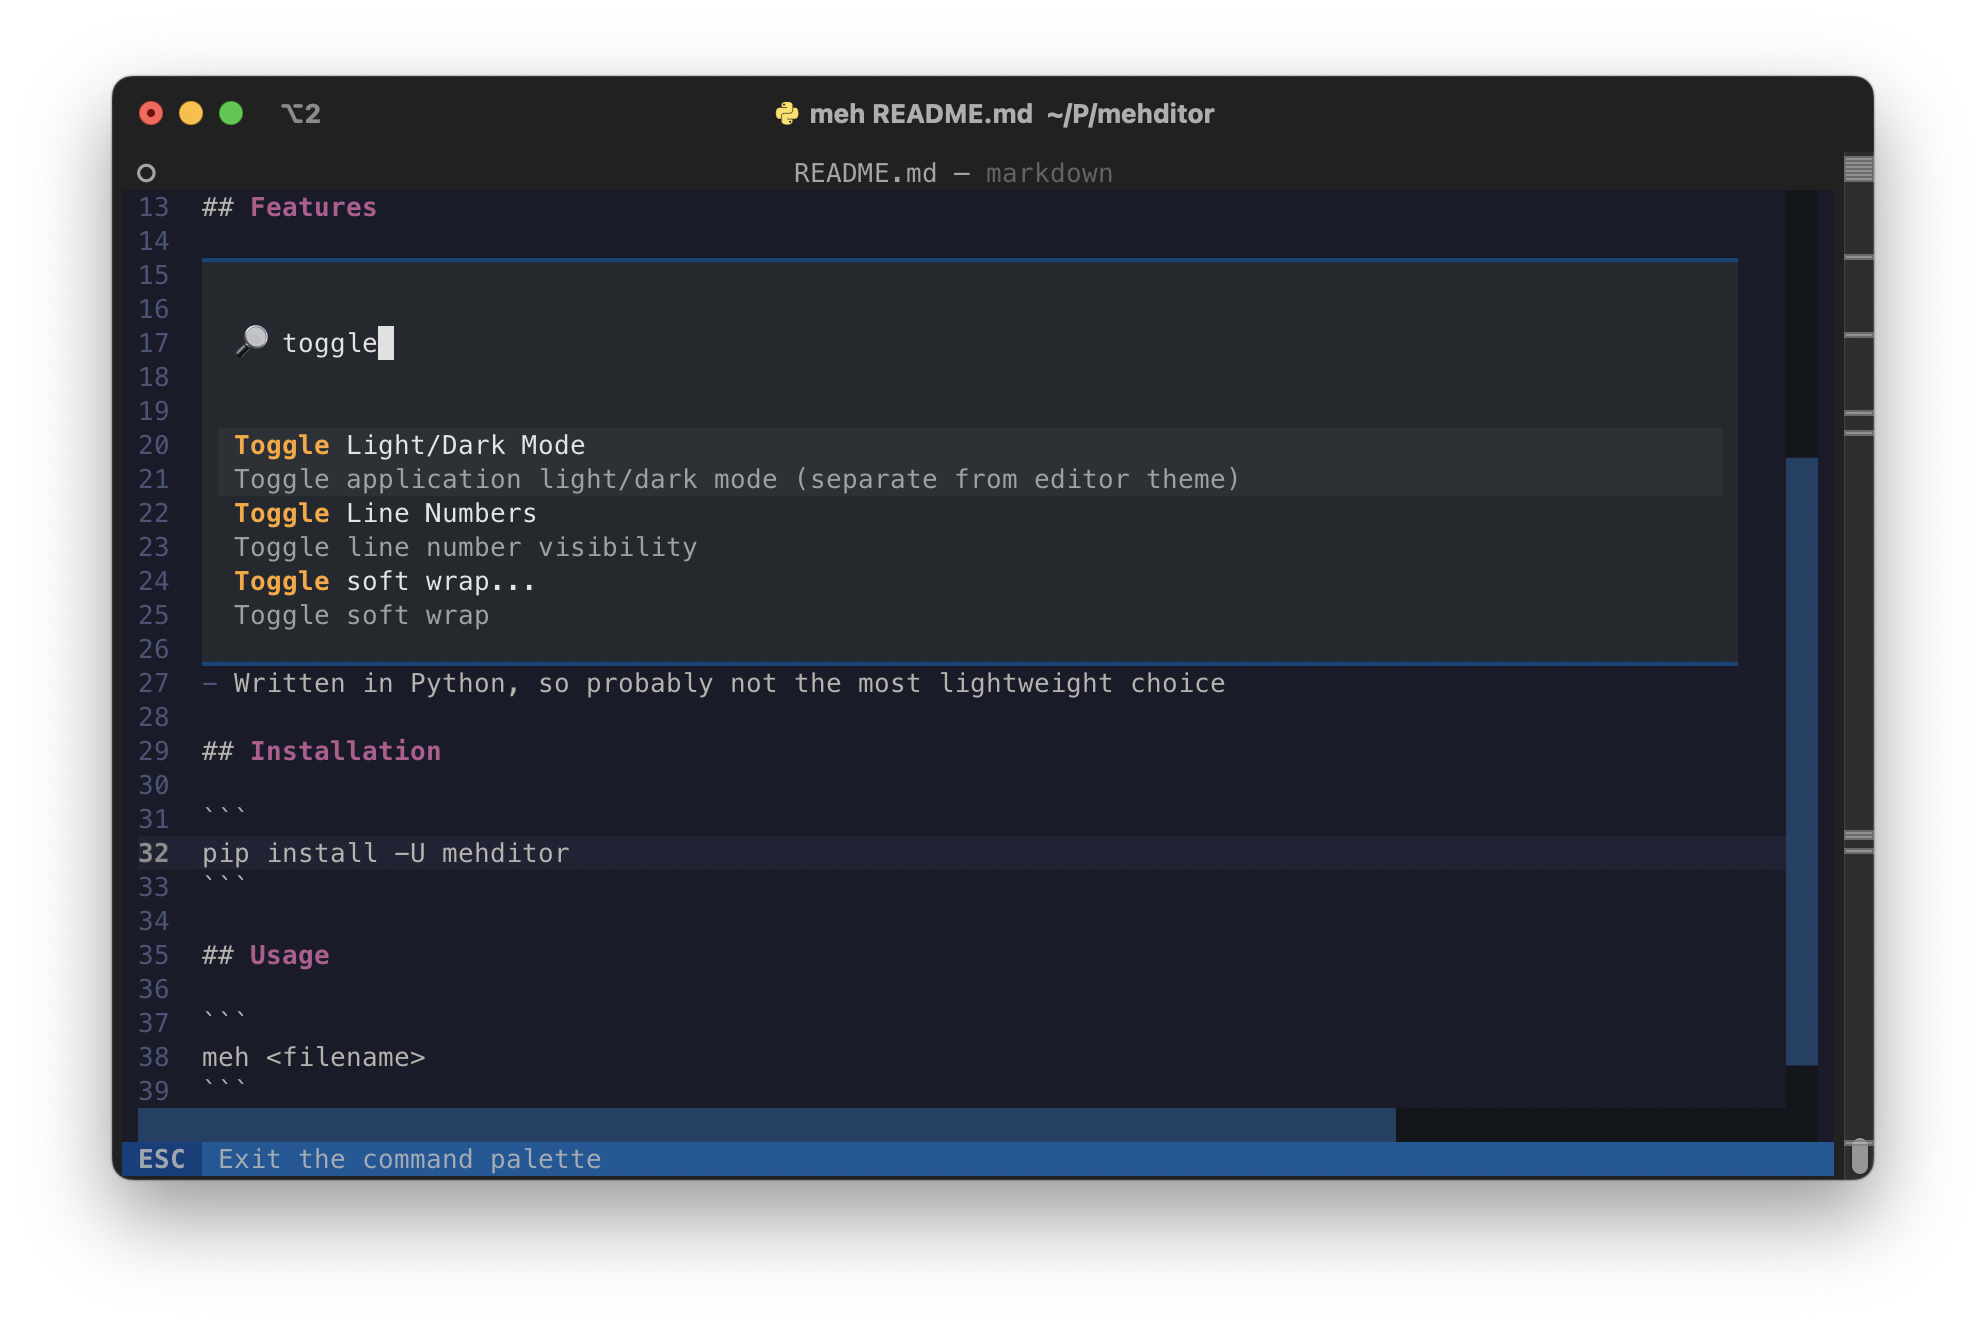 ⌥2
meh README.md ~/P/mehditor
README.md — markdown
13 ## Features
14
15
16
17 toggle
18
19
20 Toggle Light/Dark Mode
21 Toggle application light/dark mode (separate from editor theme)
22 Toggle Line Numbers
23 Toggle line number visibility
24 Toggle soft wrap...
25 Toggle soft wrap
26
27 - Written in Python, so probably not the most lightweight choice
28
29 ## Installation
30
31 ```
32 pip install -U mehditor
33 ```
34
35 ## Usage
36
37 ```
38 meh <filename>
39 ```
ESC Exit the command palette